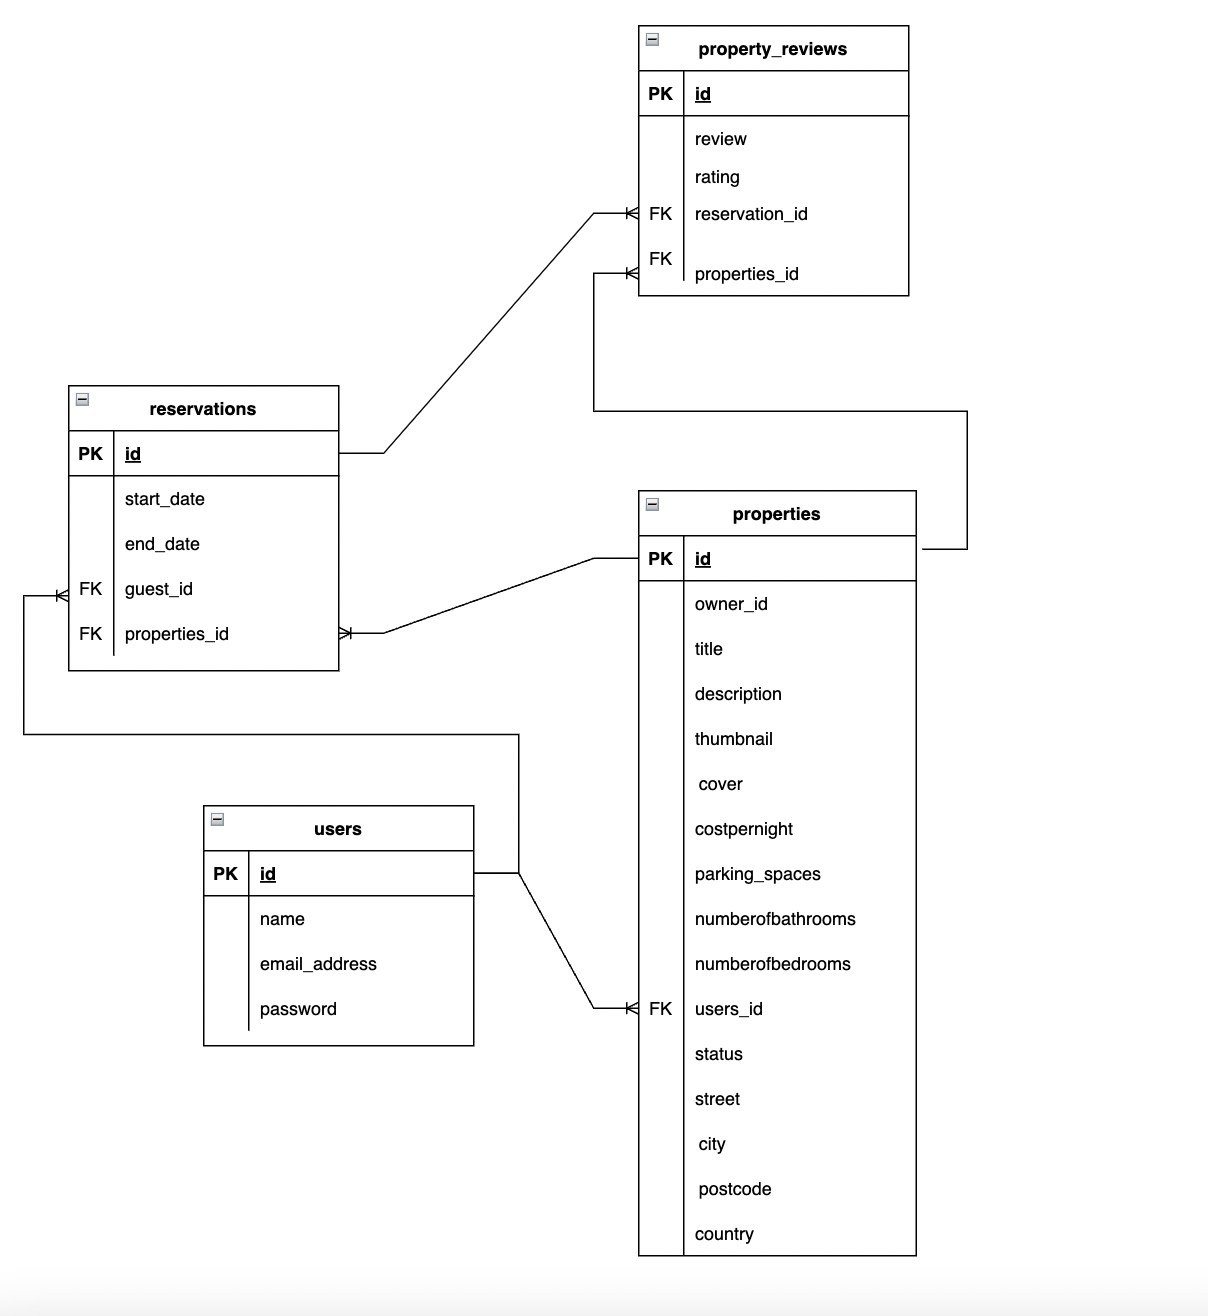 property_reviews
PK id
review
rating
FK reservation_id
FK
properties_id
reservations
PK id
start_date
end_date
FK guest_id
FK properties_id
properties
PK id
owner_id
title
description
thumbnail
cover
costpernight
parking_spaces
numberofbathrooms
numberofbedrooms
FK users_id
status
street
city
postcode
country
users
PK id
name
email_address
password